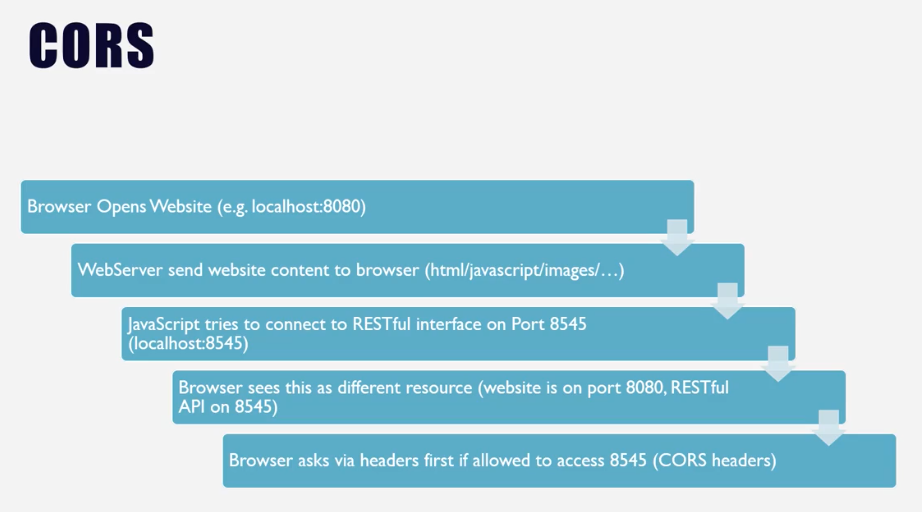 CORS
Browser Opens Website (e.g. localhost:8080)
WebServer send website content to browser (html/javascript/images/…)
JavaScript tries to connect to RESTful interface on Port 8545
(localhost:8545)
Browser sees this as different resource (website is on port 8080, RESTful
API on 8545)
Browser asks via headers first if allowed to access 8545 (CORS headers)